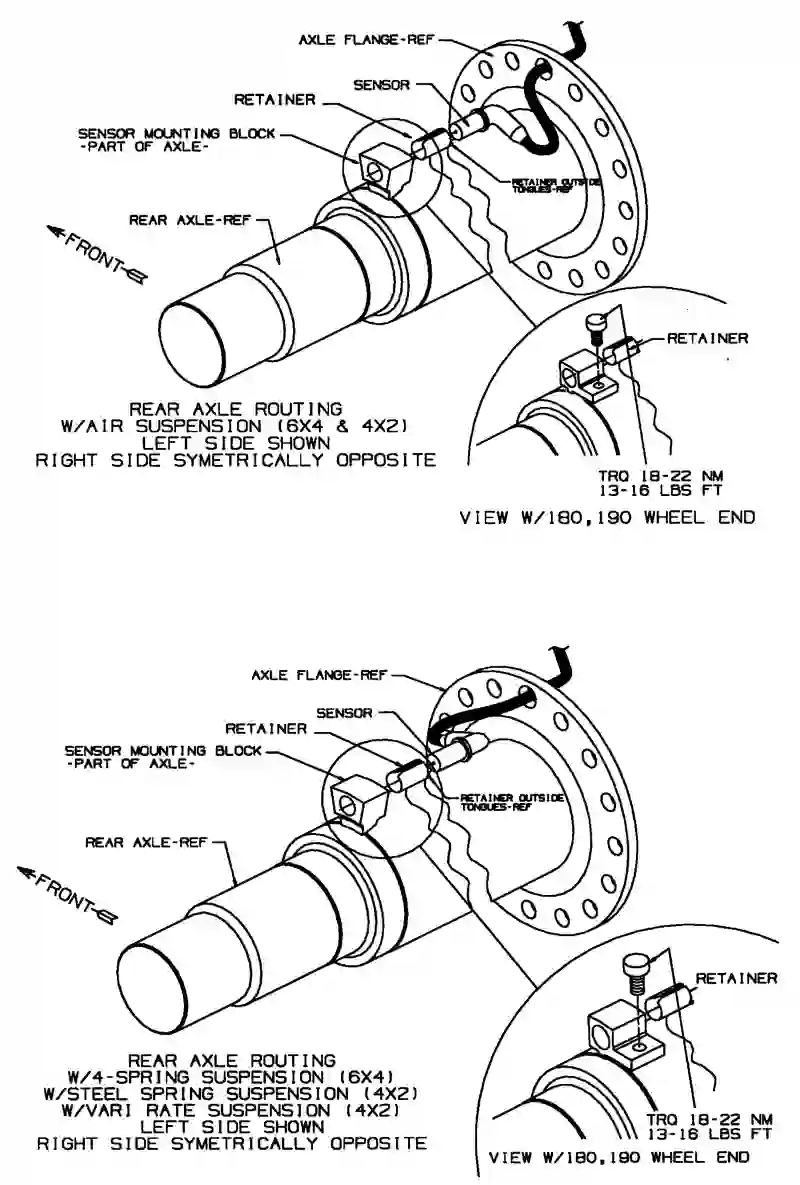 AXLE FLANGE-REF
SENSOR
RETAINER
SENSOR MOUNTING BLOCK
-PART OF AXLE-
RETAINER OUTSIDE
TONGUES-REF
REAR AXLE-REF
FRONT
RETAINER
REAR AXLE ROUTING
W/AIR SUSPENSION (6X4 & 4X2)
LEFT SIDE SHOWN
RIGHT SIDE SYMETRICALLY OPPOSITE
TRQ 18-22 NM
13-16 LBS FT
VIEW W/180,190 WHEEL END
AXLE FLANGE-REF
SENSOR
RETAINER
SENSOR MOUNTING BLOCK
-PART OF AXLE-
RETAINER OUTSIDE
TONGUES-REF
REAR AXLE-REF
FRONT
RETAINER
REAR AXLE ROUTING
W/4-SPRING SUSPENSION (6X4)
W/STEEL SPRING SUSPENSION (4X2)
W/VARI RATE SUSPENSION (4X2)
LEFT SIDE SHOWN
RIGHT SIDE SYMETRICALLY OPPOSITE
TRQ 18-22 NM
13-16 LBS FT
VIEW W/180,190 WHEEL END